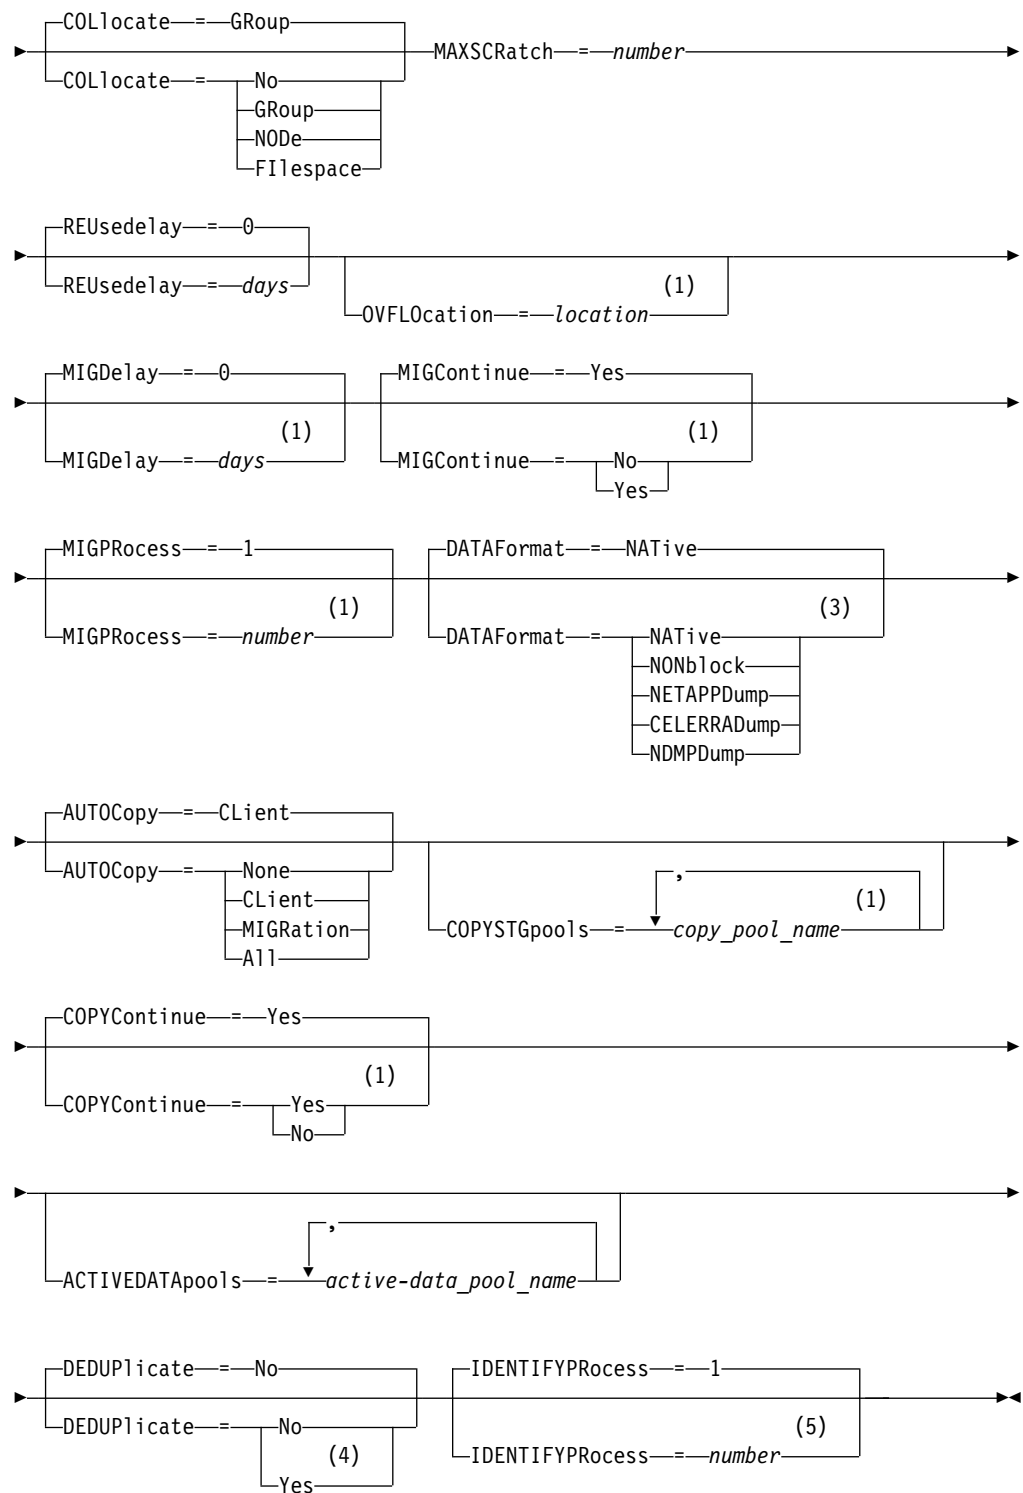 COLlocate = GRoup
MAXSCRatch = number
COLlocate = No
GRoup
NODe
FIlespace
REUsedelay = 0
REUsedelay = days
(1)
OVFLOcation = location
MIGDelay = 0
MIGContinue = Yes
(1)
(1)
MIGDelay = days
MIGContinue = No
Yes
MIGPRocess = 1
DATAFormat = NATive
(1)
(3)
MIGPRocess = number
DATAFormat = NATive
NONblock
NETAPPDump
CELERRADump
NDMPDump
AUTOCopy = CLient
AUTOCopy = None
CLient
MIGRation
All
,
(1)
COPYSTGpools = copy_pool_name
COPYContinue = Yes
(1)
COPYContinue = Yes
No
,
ACTIVEDATApools = active-data_pool_name
DEDUPlicate = No
IDENTIFYPRocess = 1
DEDUPlicate = No
(4)
Yes
(5)
IDENTIFYPRocess = number